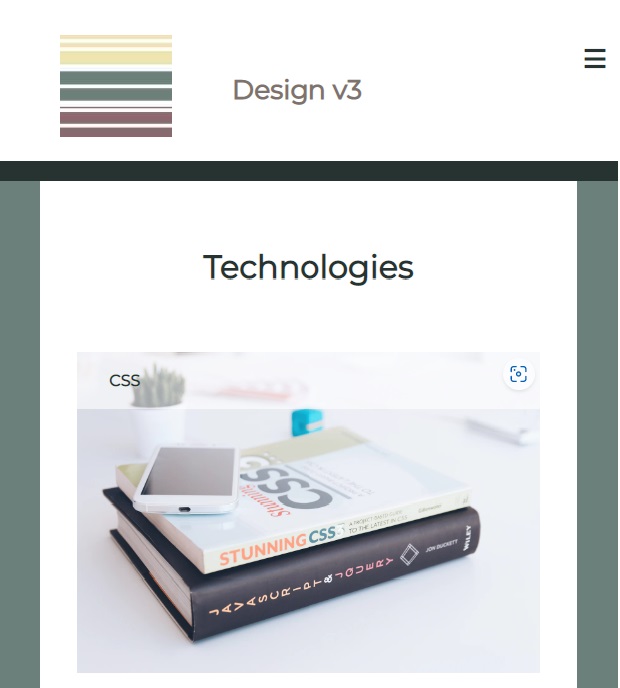 Design v3
Technologies
CSS
Stunning
CSS
STUNNING CSS3
A PROJECT-BASED GUIDE
TO THE LATEST IN CSS
JAVASCRIPT & JQUERY
JON DUCKETT
WILEY